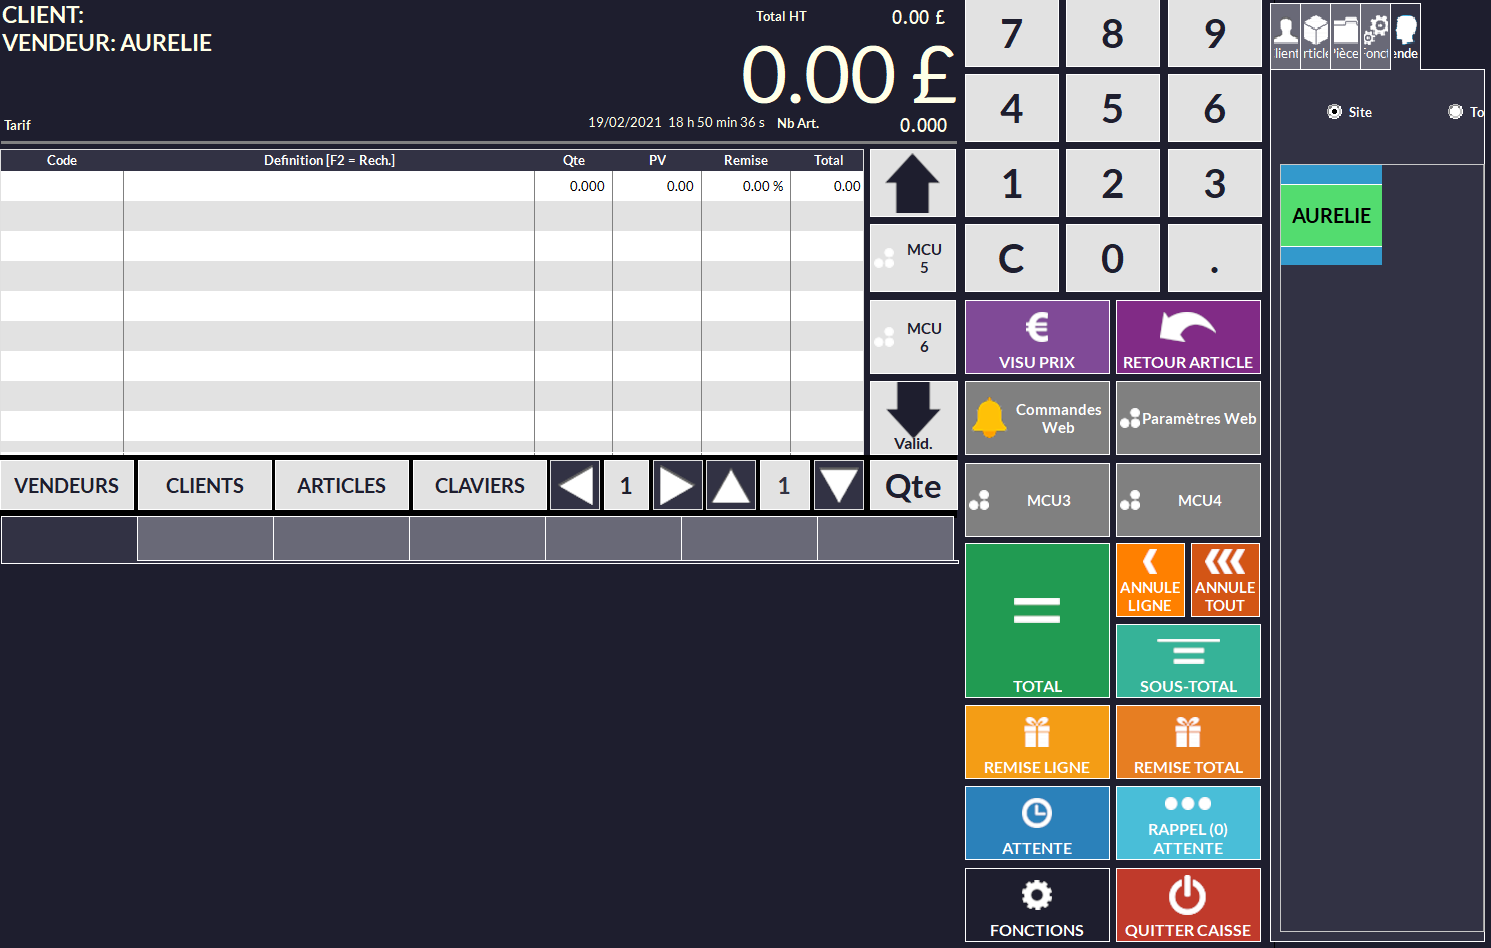 CLIENT:
VENDEUR: AURELIE
Total HT 0.00 £
0.00 £
Tarif
19/02/2021 18 h 50 min 36 s Nb Art. 0.000
Code Definition [F2 = Rech.] Qte PV Remise Total
0.000 0.00 0.00 % 0.00
MCU
5
MCU
6
Valid.
VENDEURS CLIENTS ARTICLES CLAVIERS 1 1 Qte
7 8 9
4 5 6
1 2 3
C 0 .
€
VISU PRIX
RETOUR ARTICLE
Commandes
Web
Paramètres Web
MCU3
MCU4
TOTAL
ANNULE
LIGNE
ANNULE
TOUT
SOUS-TOTAL
REMISE LIGNE
REMISE TOTAL
ATTENTE
RAPPEL (0)
ATTENTE
FONCTIONS
QUITTER CAISSE
lient rticle ièce onct ende
Site To
AURELIE